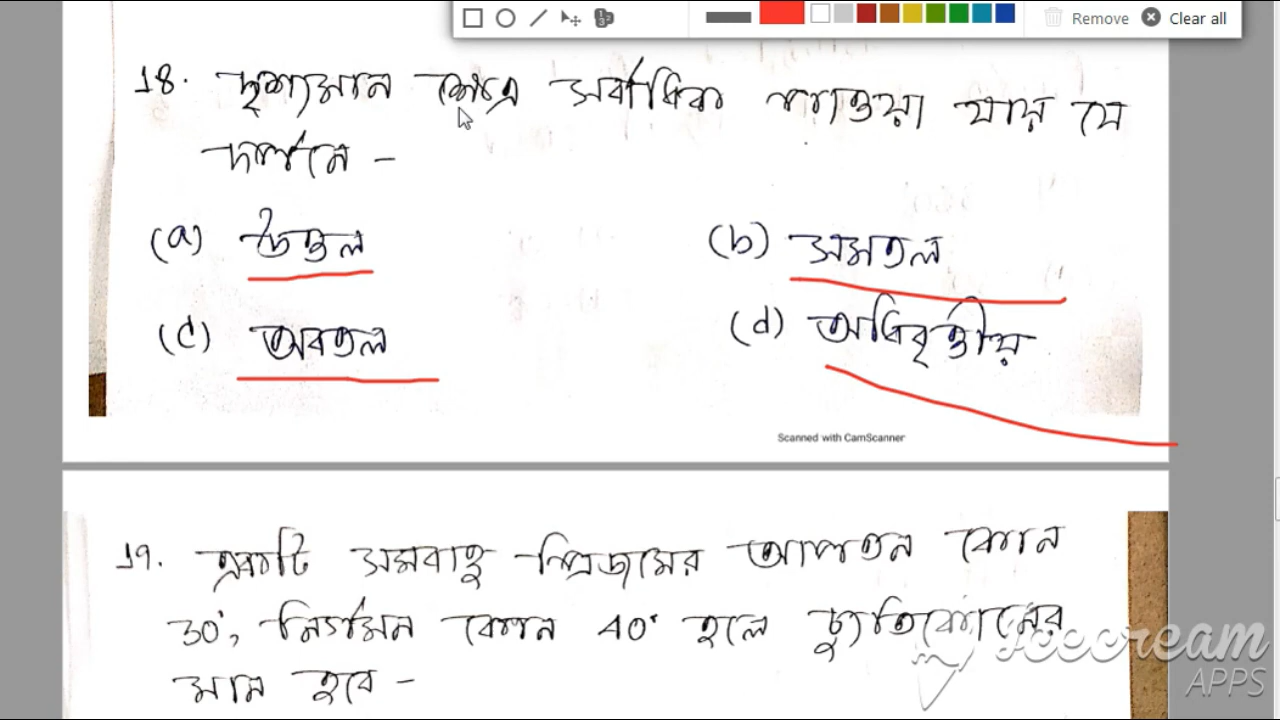 Remove Clear all
18. দৃশ্যমান ক্ষেত্র সর্বাধিক পাওয়া যায় যে
দর্পনে -
(a) উত্তল (b) সমতল
(c) অবতল (d) অধিবৃত্তীয়
Scanned with CamScanner
19. একটি সমবাহু প্রিজমের আপতন কোন
30°, নির্গমন কোন 40° হলে চ্যুতিকোনের
মান হবে -
Icecream
APPS